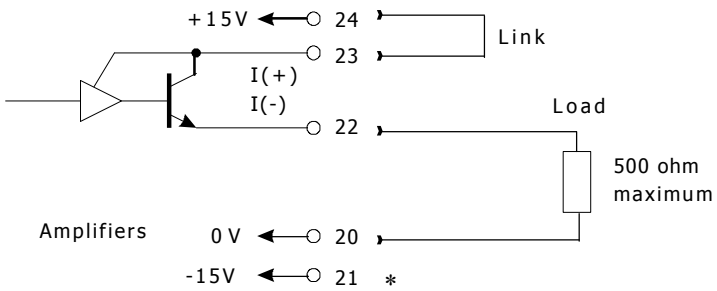 +15V 24
Link
23
I(+)
I(-)
22
Load
500 ohm
maximum
Amplifiers 0 V 20
-15V 21 *